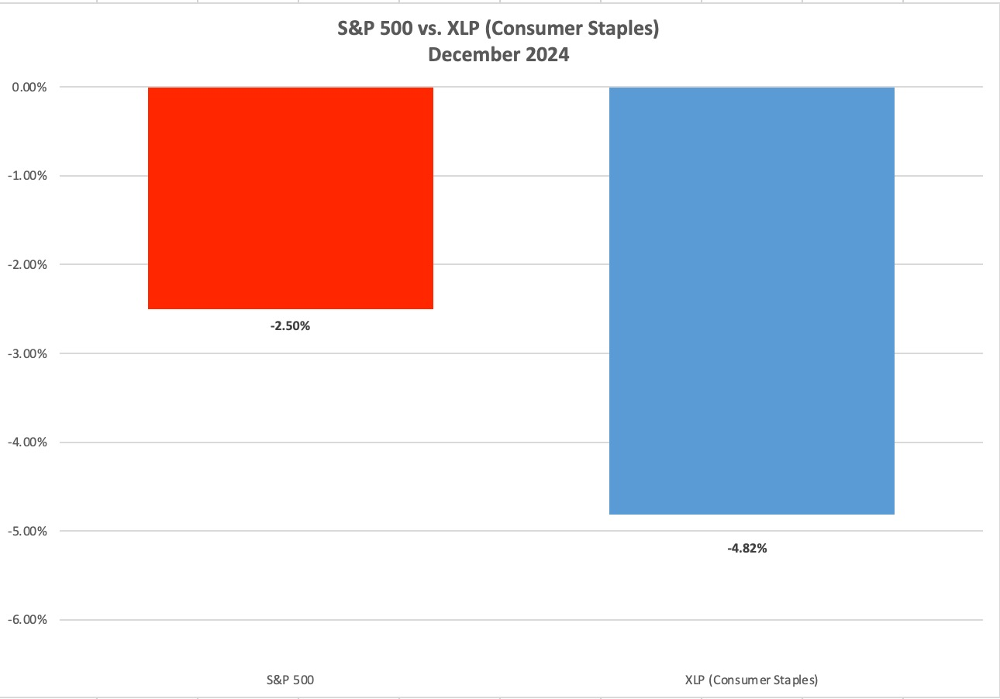 S&P 500 vs. XLP (Consumer Staples)
December 2024
0.00%
-1.00%
-2.00%
-2.50%
-3.00%
-4.00%
-5.00%
-4.82%
-6.00%
S&P 500
XLP (Consumer Staples)